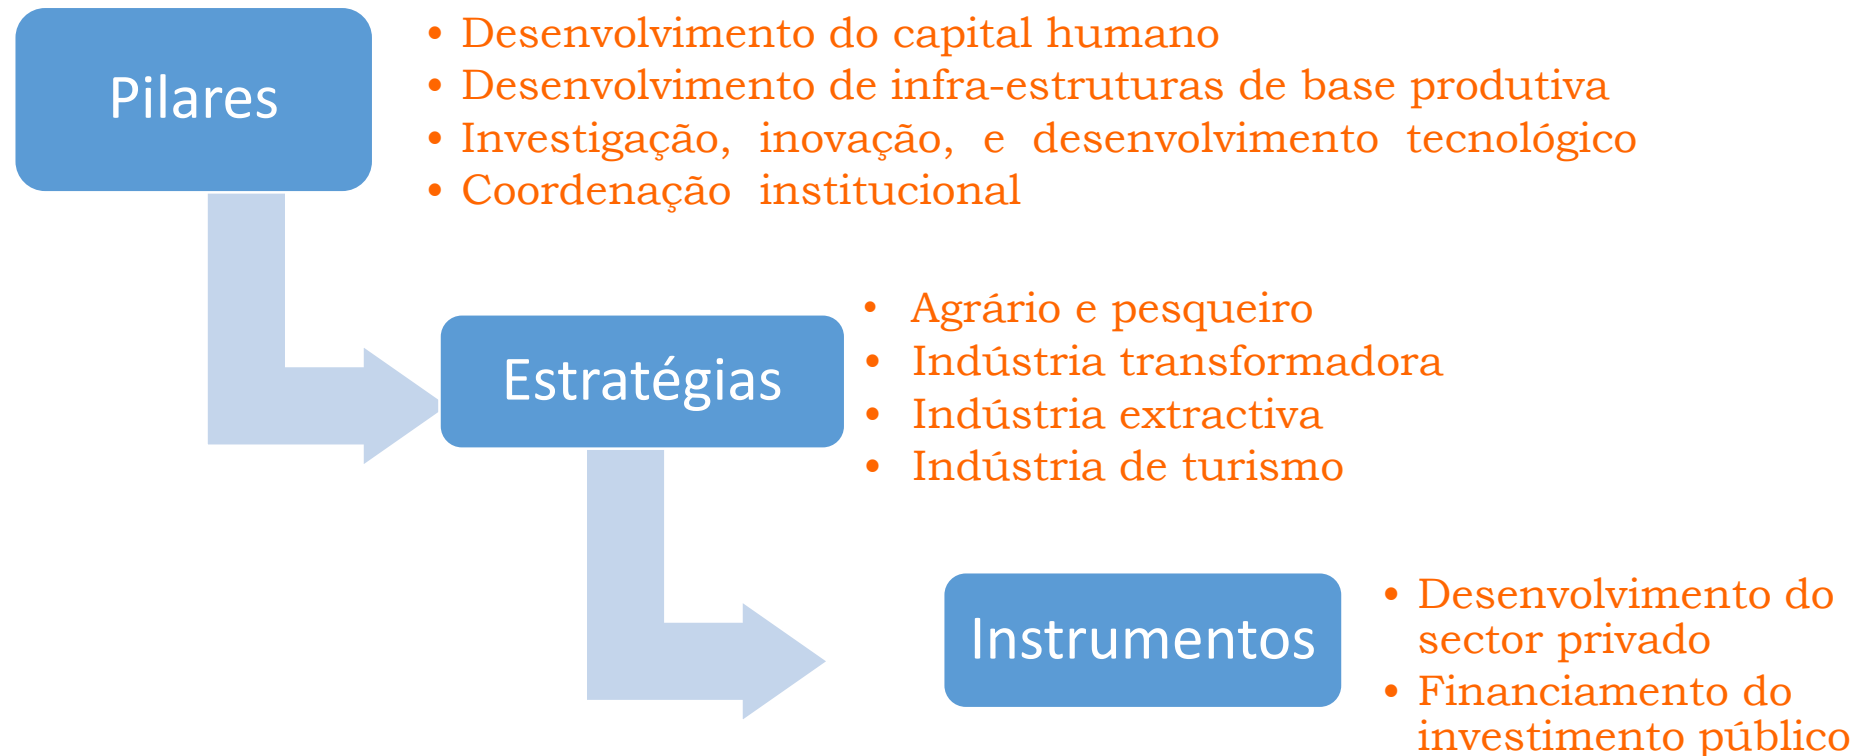 Pilares
• Desenvolvimento do capital humano
• Desenvolvimento de infra-estruturas de base produtiva
• Investigação, inovação, e desenvolvimento tecnológico
• Coordenação institucional
Estratégias
• Agrário e pesqueiro
• Indústria transformadora
• Indústria extractiva
• Indústria de turismo
Instrumentos
• Desenvolvimento do
sector privado
• Financiamento do
investimento público